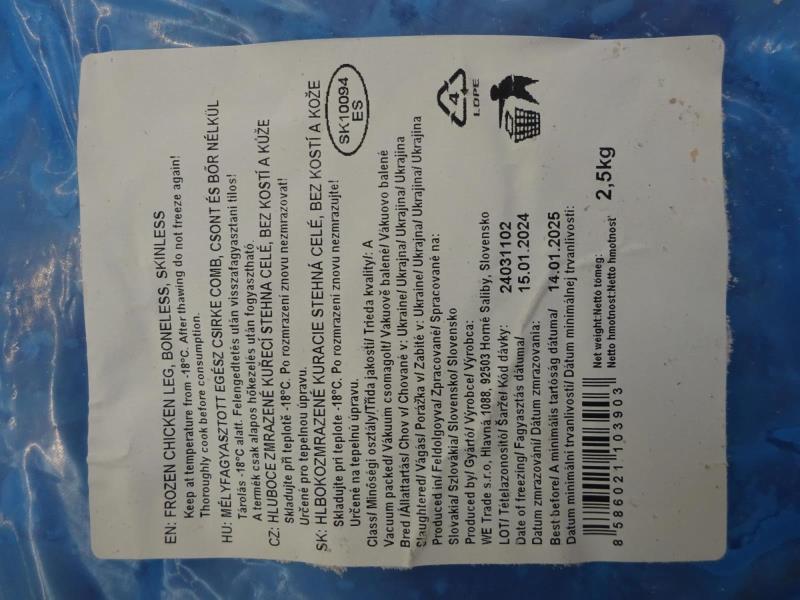 EN: FROZEN CHICKEN LEG, BONELESS, SKINLESS
Keep at temperature from -18°C. After thawing do not freeze again!
Thoroughly cook before consumption.
HU: MÉLYFAGYASZTOTT EGÉSZ CSIRKE COMB, CSONT ÉS BŐR NÉLKÜL
Tárolás -18°C alatt. Felengedtetés után visszafagyasztani tilos!
A termék csak alapos hőkezelés után fogyasztható.
CZ: HLUBOCE ZMRAZENÉ KUŘECÍ STEHNA CELÉ, BEZ KOSTÍ A KŮŽE
Skladujte při teplotě -18°C. Po rozmrazení znovu nezmrazovat!
Určené pro tepelnou úpravu.
SK: HLBOKOZMRAZENÉ KURACIE STEHNÁ CELÉ, BEZ KOSTÍ A KOŽE
Skladujte pri teplote -18°C. Po rozmrazení znovu nezmrazujte!
Určené na tepelnú úpravu.
SK10094
ES
Class/ Minőségi osztály/Třída jakosti/ Trieda kvality/: A
Vacuum packed/ Vákuum csomagolt/ Vakuově balené/ Vákuovo balené
Bred /Állattartás/ Chov v/ Chované v: Ukraine/ Ukrajna/ Ukrajina/ Ukrajina
Slaughtered/ Vágás/ Porážka v/ Zabité v: Ukraine/ Ukrajna/ Ukrajina/ Ukrajina
Produced in/ Feldolgoyva/ Zpracované/ Spracované na:
Slovakia/ Szlovákia/ Slovensko/ Slovensko
Produced by/ Gyártó/ Výrobce/ Výrobca:
WE Trade s.r.o, Hlavná 1088, 92503 Horné Saliby, Slovensko
LOT/ Tételazonosító/ Šarže/ Kód dávky: 24031102
Date of freezing/ Fagyasztás dátuma/ 15.01.2024
Datum zmrazování/ Dátum zmrazovania:
Best before/ A minimális tartóság dátuma/ 14.01.2025
Datum minimální trvanlivosti/ Dátum minimálnej trvanlivosti:
4
LDPE
Net weight:Netto tömeg:
Netto hmotnost:Netto hmotnosť 2,5kg
8 586021 103903